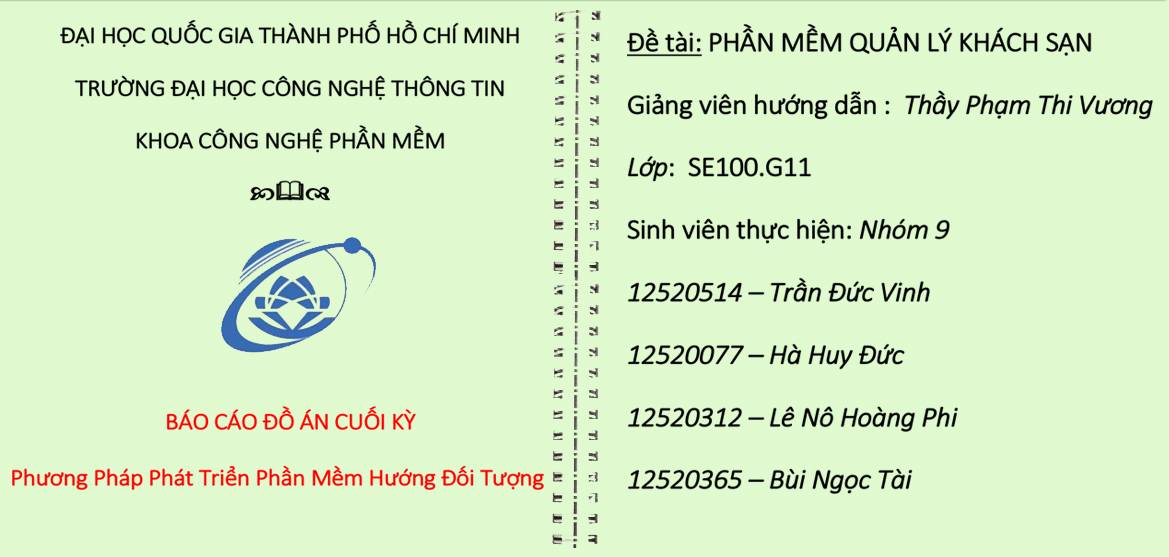 ĐẠI HỌC QUỐC GIA THÀNH PHỐ HỒ CHÍ MINH
TRƯỜNG ĐẠI HỌC CÔNG NGHỆ THÔNG TIN
KHOA CÔNG NGHỆ PHẦN MỀM
BÁO CÁO ĐỒ ÁN CUỐI KỲ
Phương Pháp Phát Triển Phần Mềm Hướng Đối Tượng
Đề tài: PHẦN MỀM QUẢN LÝ KHÁCH SẠN
Giảng viên hướng dẫn : Thầy Phạm Thi Vương
Lớp: SE100.G11
Sinh viên thực hiện: Nhóm 9
12520514 – Trần Đức Vinh
12520077 – Hà Huy Đức
12520312 – Lê Nô Hoàng Phi
12520365 – Bùi Ngọc Tài